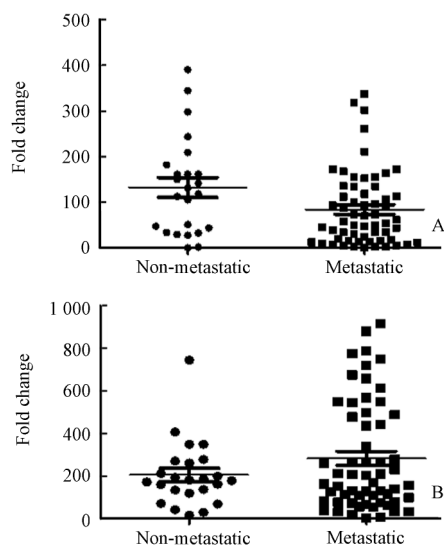 500
400
300
200
100
0
Fold change
Non-metastatic
Metastatic
A
1 000
800
600
400
200
0
Fold change
Non-metastatic
Metastatic
B